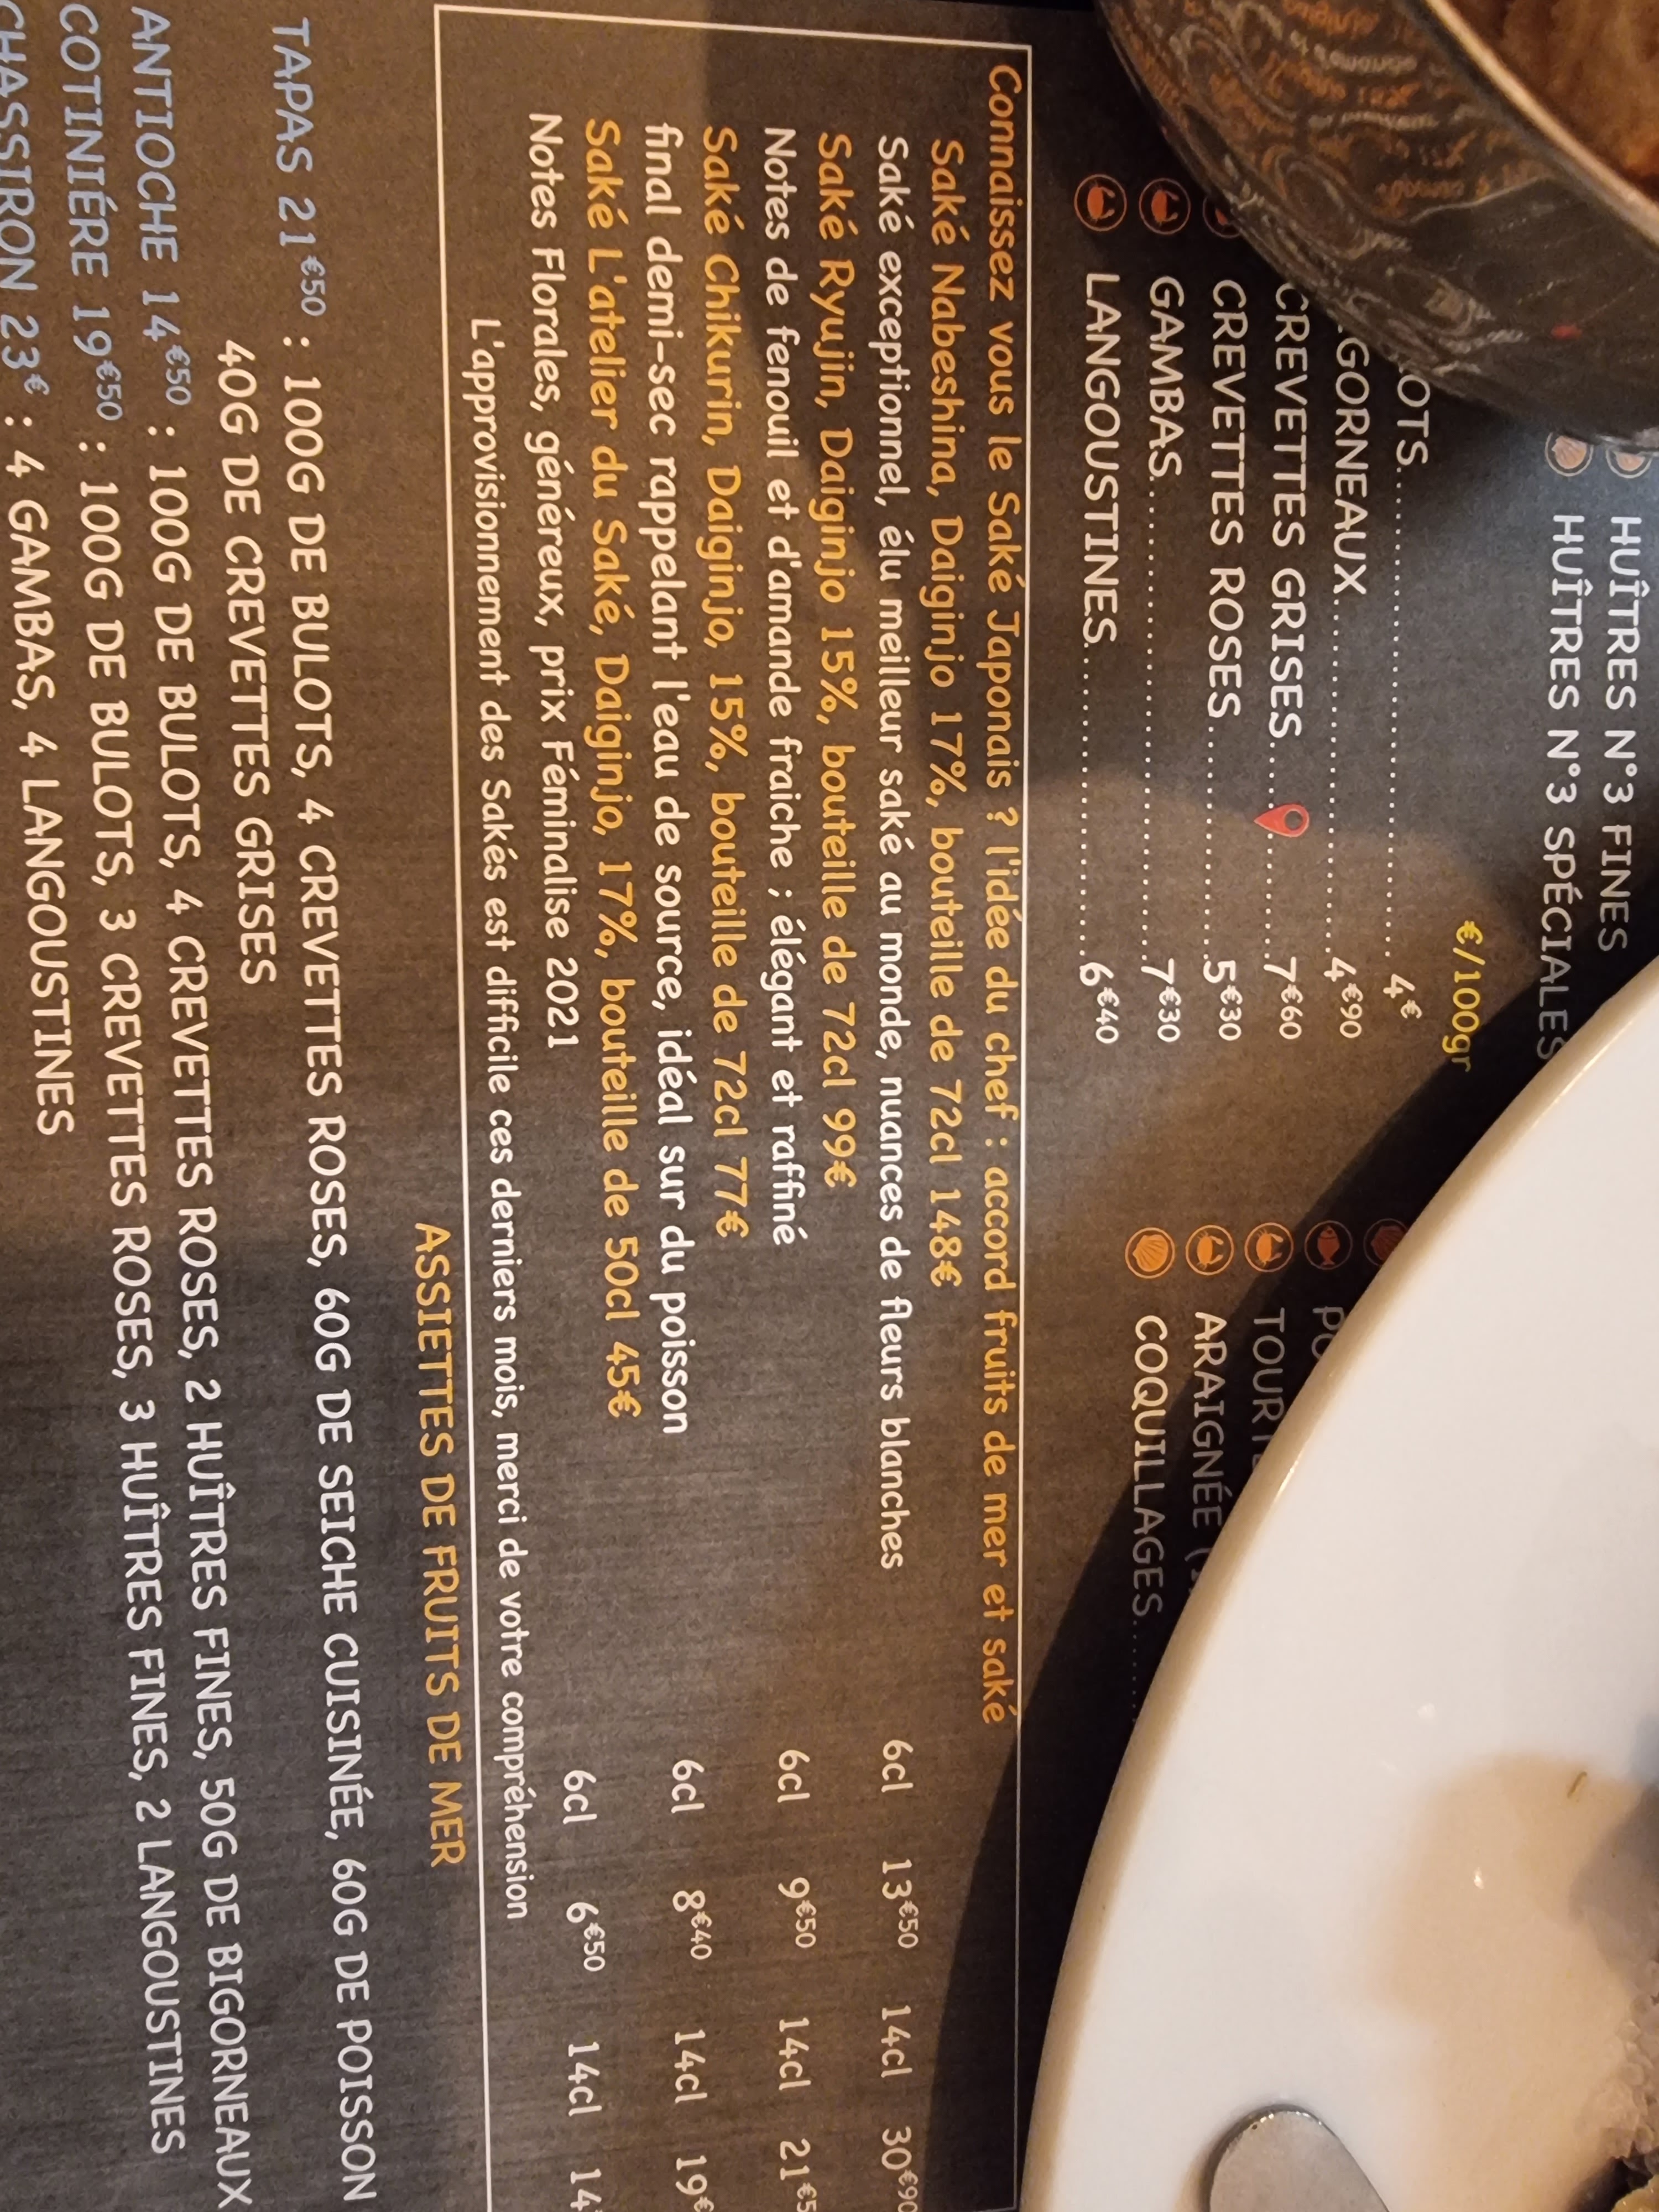 HUÎTRES N°3 FINES
HUÎTRES N°3 SPÉCIALES
€/100gr
4€
GORNEAUX 4€90
CREVETTES GRISES 7€60
CREVETTES ROSES 5€30
GAMBAS 7€30
LANGOUSTINES 6€40
ARAIGNÉE
COQUILLAGES
Connaissez vous le Saké Japonais ? l'idée du chef : accord fruits de mer et saké
Saké Nabeshina, Daiginjo 17%, bouteille de 72cl 148€
Saké exceptionnel, élu meilleur saké au monde, nuances de fleurs blanches 6cl 13€50 14cl 30€90
Saké Ryujin, Daiginjo 15%, bouteille de 72cl 99€
Notes de fenouil et d'amande fraiche ; élégant et raffiné 6cl 9€50 14cl 21€5
Saké Chikurin, Daiginjo, 15%, bouteille de 72cl 77€
final demi-sec rappelant l'eau de source, idéal sur du poisson 6cl 8€40 14cl 19€
Saké L'atelier du Saké, Daiginjo, 17%, bouteille de 50cl 45€
Notes Florales, généreux, prix Féminalise 2021 6cl 6€50 14cl 14
L'approvisionnement des Sakés est difficile ces derniers mois, merci de votre compréhension
ASSIETTES DE FRUITS DE MER
TAPAS 21€50 : 100G DE BULOTS, 4 CREVETTES ROSES, 60G DE SEICHE CUISINÉE, 60G DE POISSON
40G DE CREVETTES GRISES
ANTIOCHE 14€50 : 100G DE BULOTS, 4 CREVETTES ROSES, 2 HUÎTRES FINES, 50G DE BIGORNEAUX
COTINIÉRE 19€50 : 100G DE BULOTS, 3 CREVETTES ROSES, 3 HUÎTRES FINES, 2 LANGOUSTINES
CHASSIRON 23€ : 4 GAMBAS, 4 LANGOUSTINES